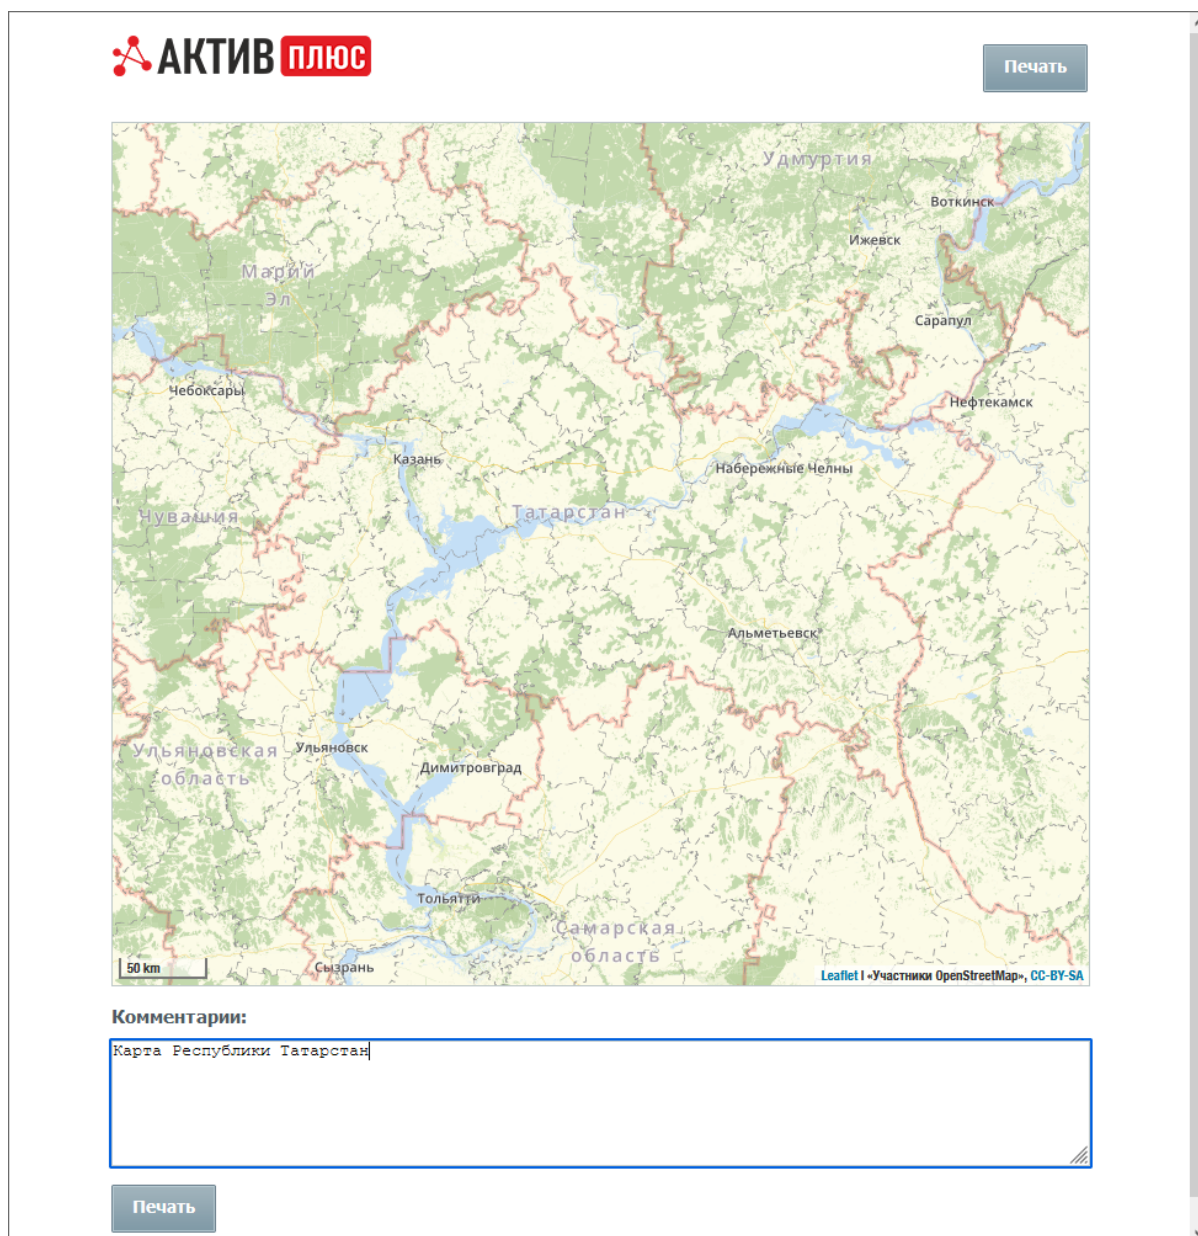 АКТИВ ПЛЮС
Печать
Удмуртия
Воткинск
Ижевск
Марий
Эл
Сарапул
Чебоксары
Нефтекамск
Казань
Набережные Челны
Чувашия
Татарстан
Альметьевск
Ульяновская
область
Ульяновск
Димитровград
Тольятти
Самарская
область
Сызрань
50 km
Leaflet | «Участники OpenStreetMap», CC-BY-SA
Комментарии:
Карта Республики Татарстан
Печать